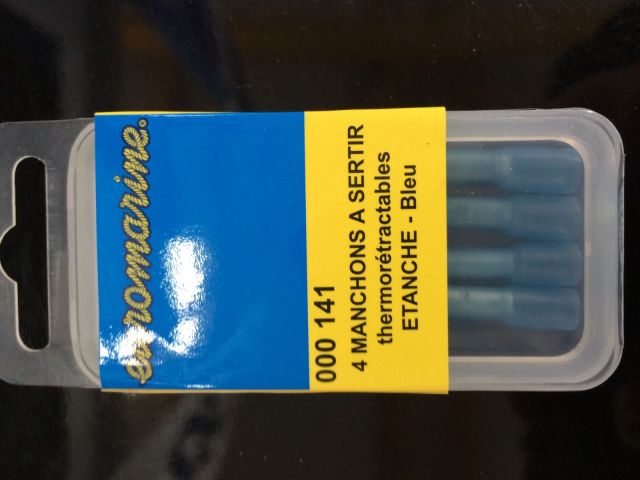 euromarine.
000 141
4 MANCHONS A SERTIR
thermorétractables
ETANCHE - Bleu